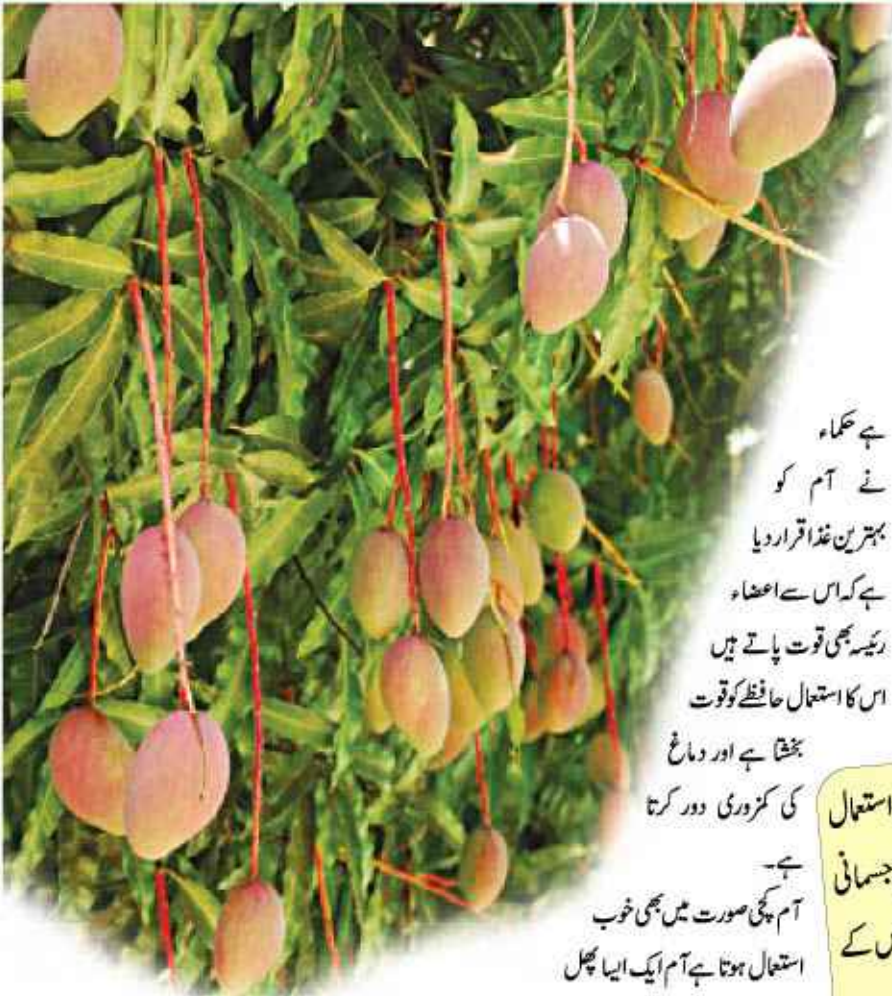 ہے حکماء
نے آم کو
بہترین غذا قرار دیا
ہے کہ اس سے اعضاء
رئیسہ بھی قوت پاتے ہیں
اس کا استعمال حافظے کو قوت
بخشتا ہے اور دماغ
کی کمزوری دور کرتا
ہے۔
آم کچی صورت میں بھی خوب
استعمال ہوتا ہے آم ایک ایسا پھل
استعمال
جسمانی
کے